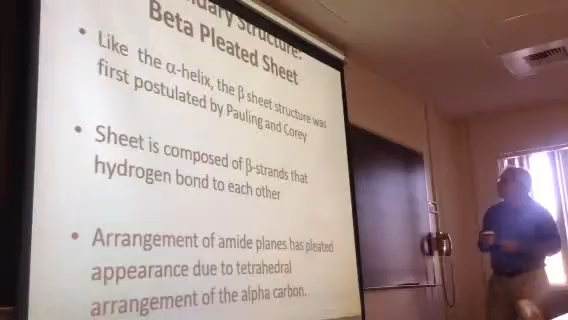 Structure:
Beta Pleated Sheet
• Like the α-helix, the β sheet structure was
first postulated by Pauling and Corey
• Sheet is composed of β-strands that
hydrogen bond to each other
• Arrangement of amide planes has pleated
appearance due to tetrahedral
arrangement of the alpha carbon.